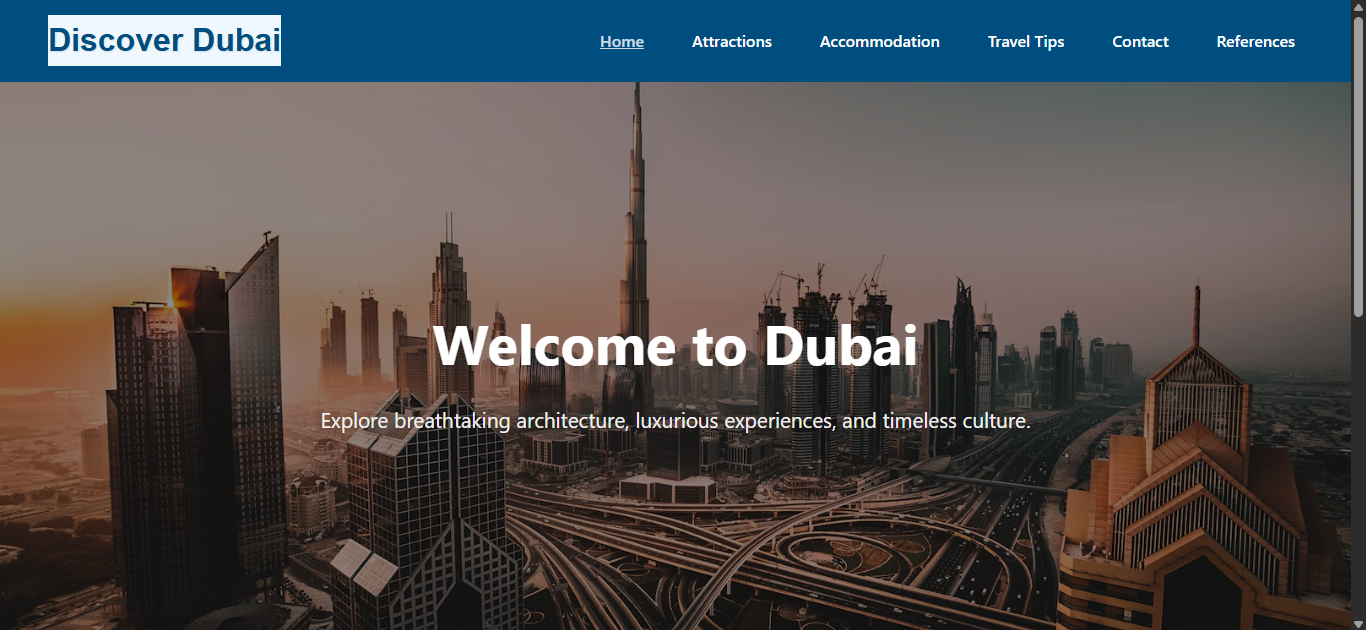 Discover Dubai
Home Attractions Accommodation Travel Tips Contact References
Welcome to Dubai
Explore breathtaking architecture, luxurious experiences, and timeless culture.